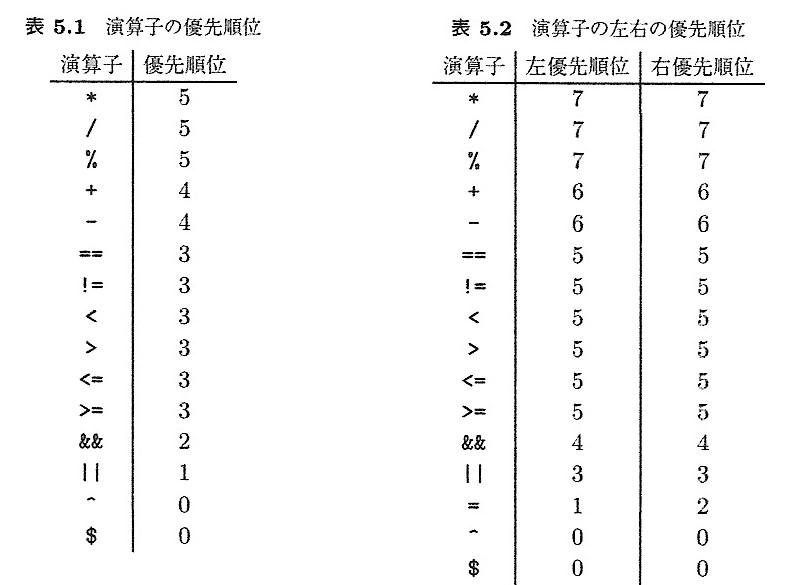 表 5.1 演算子の優先順位
演算子 優先順位
* 5
/ 5
% 5
+ 4
- 4
== 3
!= 3
< 3
> 3
<= 3
>= 3
&& 2
|| 1
^ 0
$ 0
表 5.2 演算子の左右の優先順位
演算子 左優先順位 右優先順位
* 7 7
/ 7 7
% 7 7
+ 6 6
- 6 6
== 5 5
!= 5 5
< 5 5
> 5 5
<= 5 5
>= 5 5
&& 4 4
|| 3 3
= 1 2
^ 0 0
$ 0 0